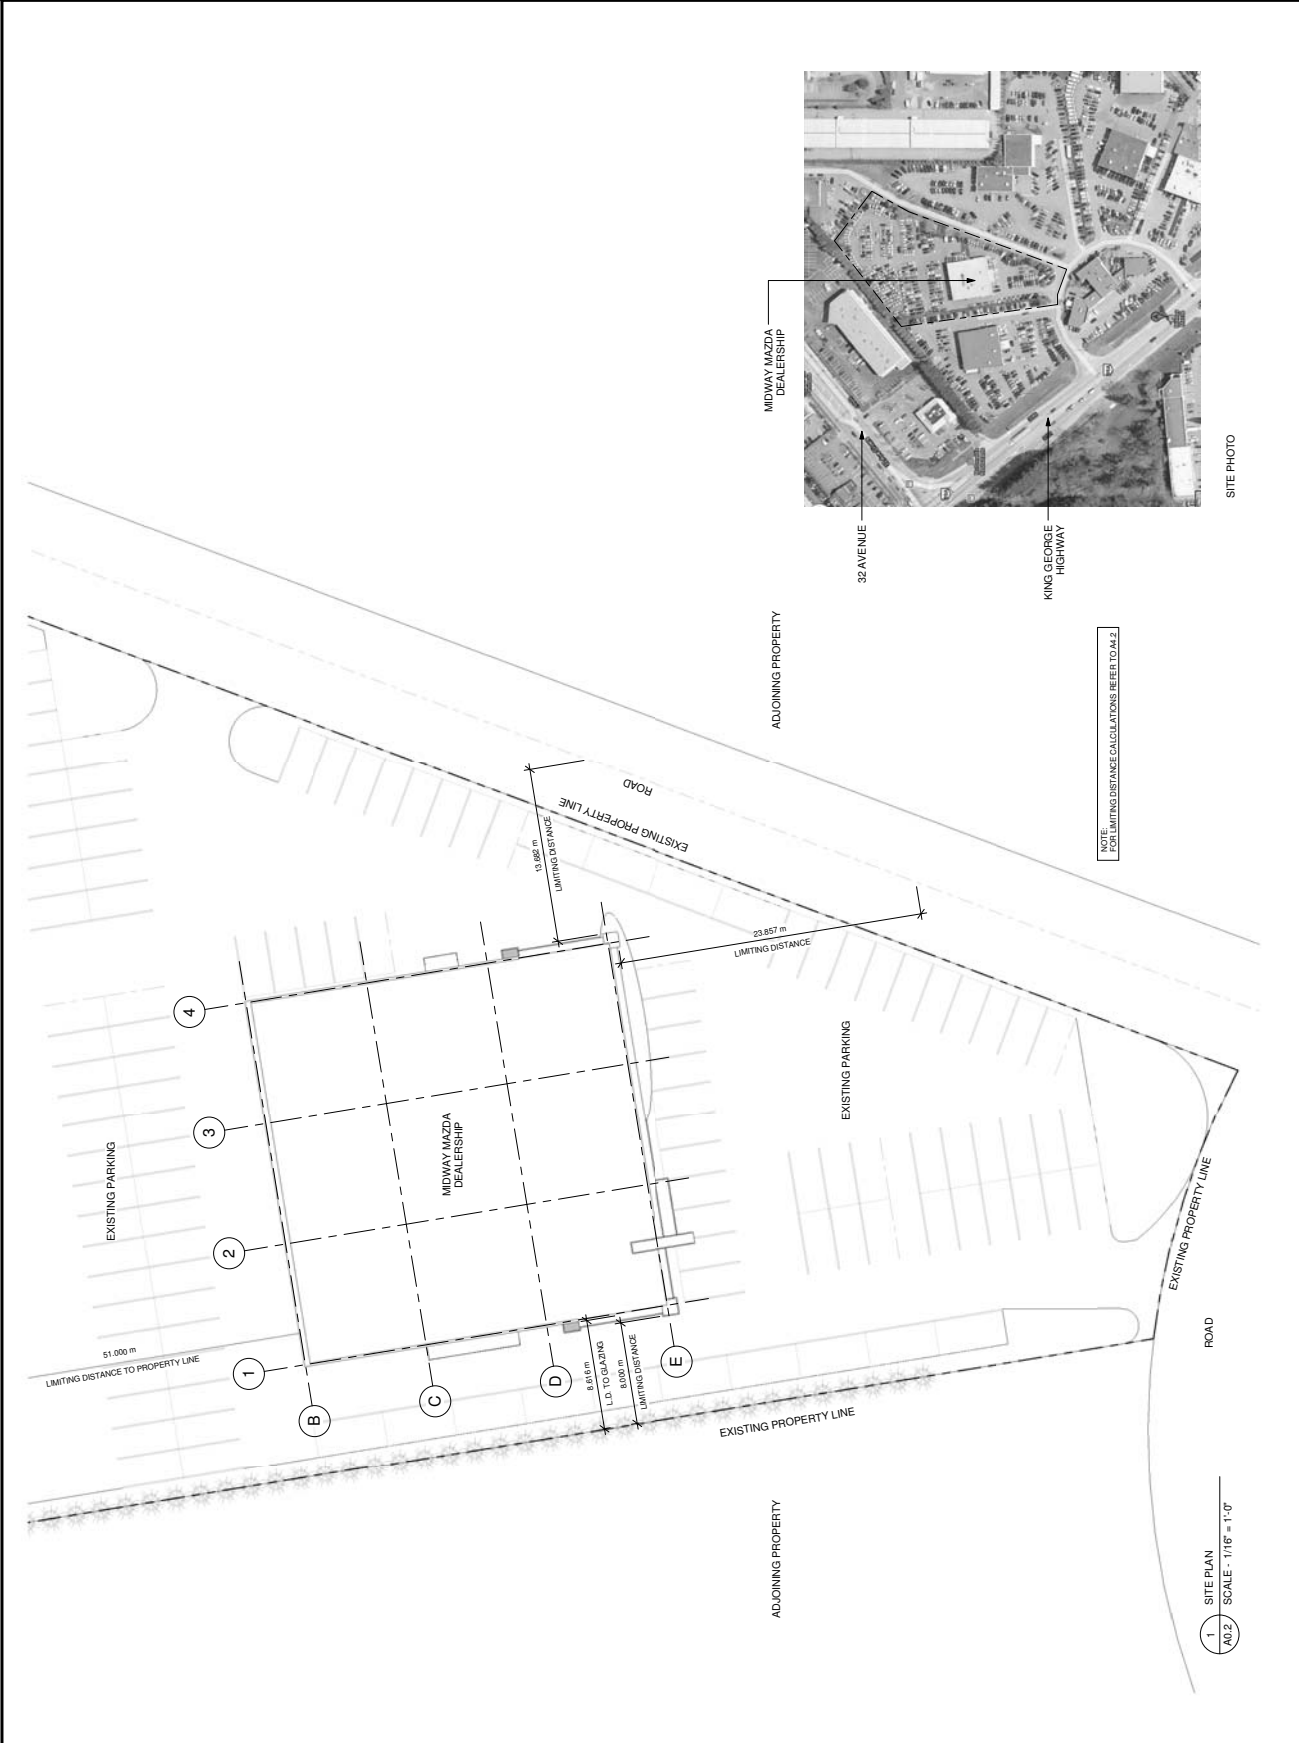 MIDWAY MAZDA
DEALERSHIP
32 AVENUE
KING GEORGE
HIGHWAY
SITE PHOTO
ADJOINING PROPERTY
NOTE:
FOR LIMITING DISTANCE CALCULATIONS REFER TO A4.2
ROAD
EXISTING PROPERTY LINE
13.682 m
LIMITING DISTANCE
23.857 m
LIMITING DISTANCE
4
3
2
1
B
C
D
E
EXISTING PARKING
MIDWAY MAZDA
DEALERSHIP
EXISTING PARKING
51.000 m
LIMITING DISTANCE TO PROPERTY LINE
8.616 m
L.D. TO GLAZING
8.000 m
LIMITING DISTANCE
EXISTING PROPERTY LINE
EXISTING PROPERTY LINE
ROAD
ADJOINING PROPERTY
1
A0.2
SITE PLAN
SCALE - 1/16" = 1'-0"